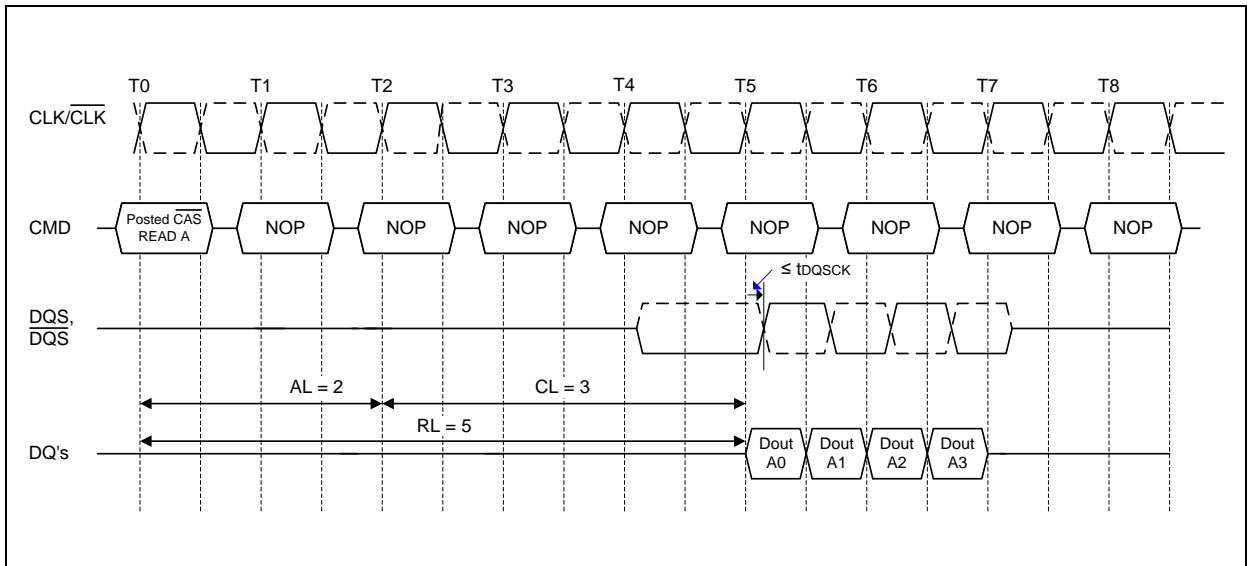 T0 T1 T2 T3 T4 T5 T6 T7 T8
CLK/CLK
CMD
Posted CAS
READ A
NOP NOP NOP NOP NOP NOP NOP NOP
≤ tDQSCK
DQS,
DQS
AL = 2
CL = 3
RL = 5
DQ's
Dout Dout Dout Dout
A0 A1 A2 A3